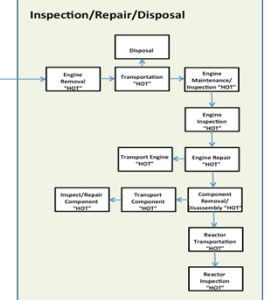 Inspection/Repair/Disposal
Disposal
Engine
Removal
"HOT"
Transportation
"HOT"
Engine
Maintenance/
Inspection "HOT"
Engine
Inspection
"HOT"
Transport Engine
"HOT"
Engine Repair
"HOT"
Inspect/Repair
Component
"HOT"
Transport
Component
"HOT"
Component
Removal/
Disassembly "HOT"
Reactor
Transportation
"HOT"
Reactor
Inspection
"HOT"